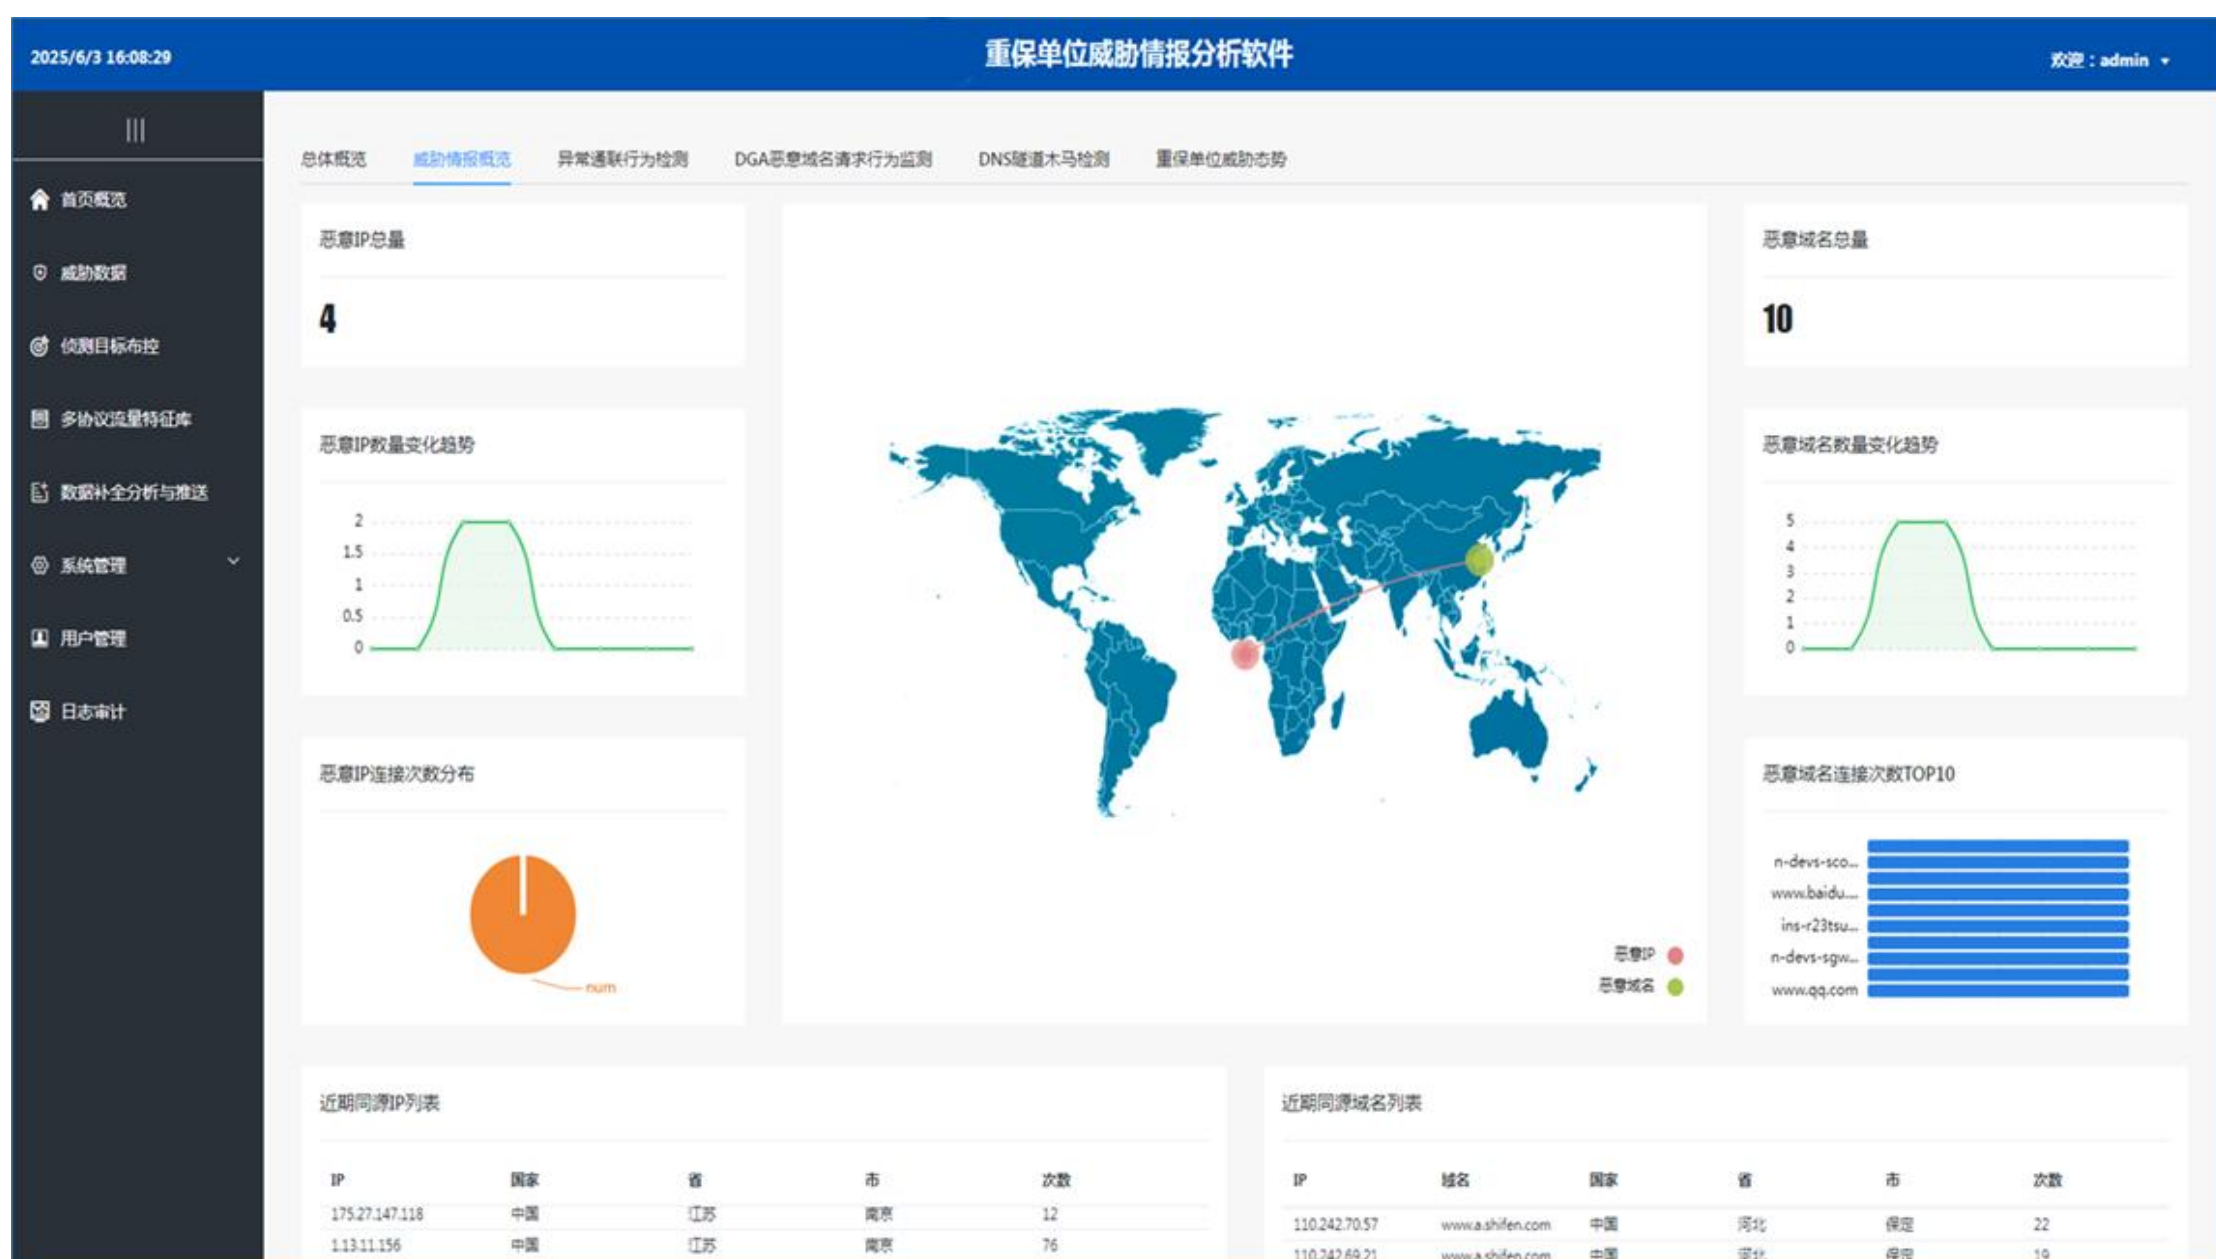 2025/6/3 16:08:29
重保单位威胁情报分析软件
欢迎：admin
首页概览
威胁数据
侦测目标布控
多协议流量特征库
数据补全分析与推送
系统管理
用户管理
日志审计
总体概览 威胁情报概览 异常通联行为检测 DGA恶意域名请求行为监测 DNS隧道木马检测 重保单位威胁态势
恶意IP总量
4
恶意IP数量变化趋势
2
1.5
1
0.5
0
恶意IP连接次数分布
num
恶意IP
恶意域名
恶意域名总量
10
恶意域名数量变化趋势
5
4
3
2
1
0
恶意域名连接次数TOP10
n-devs-sco...
www.baidu....
ins-r23tsu...
n-devs-sgw...
www.qq.com
近期同源IP列表
IP 国家 省 市 次数
175.27.147.118 中国 江苏 南京 12
1.13.11.156 中国 江苏 南京 76
近期同源域名列表
IP 域名 国家 省 市 次数
110.242.70.57 www.a.shifen.com 中国 河北 保定 22
110.242.69.21 www.a.shifen.com 中国 河北 保定 19